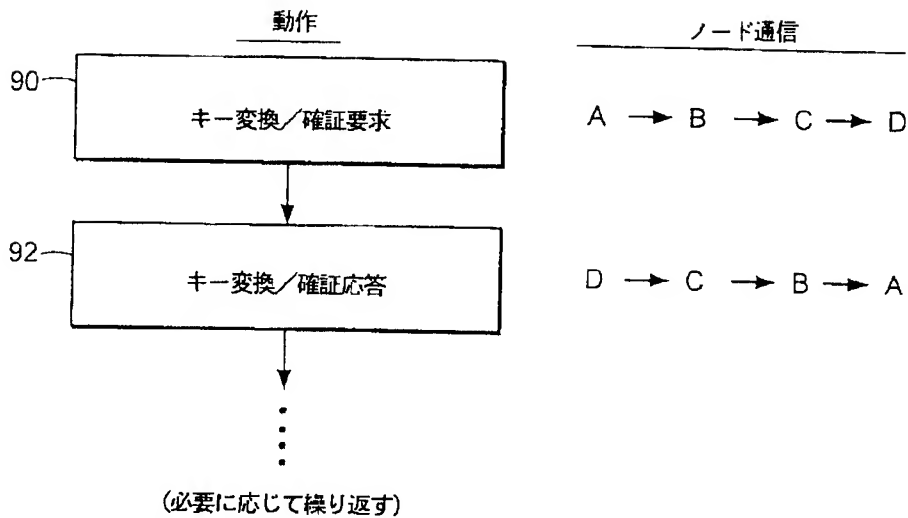 動作
ノード通信
90
キー変換/確証要求
A → B → C → D
92
キー変換/確証応答
D → C → B → A
(必要に応じて繰り返す)